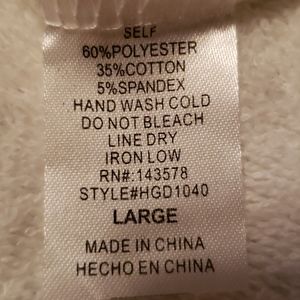 SELF
60%POLYESTER
35%COTTON
5%SPANDEX
HAND WASH COLD
DO NOT BLEACH
LINE DRY
IRON LOW
RN#:143578
STYLE#HGD1040
LARGE
MADE IN CHINA
HECHO EN CHINA